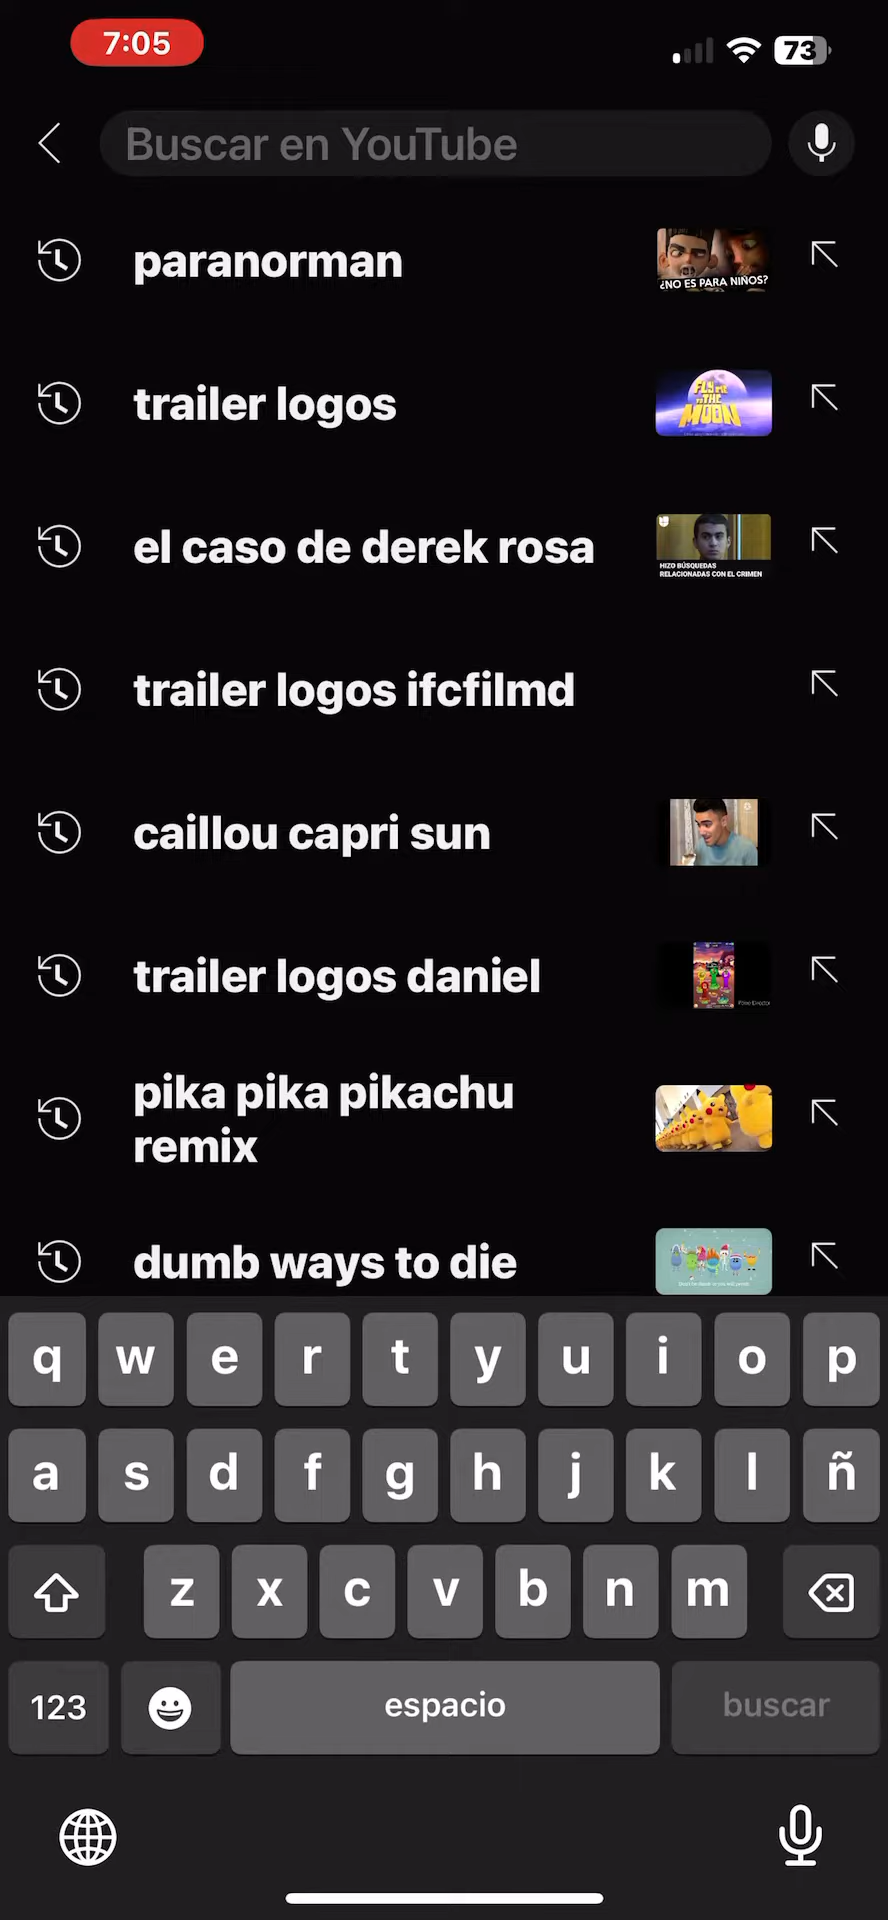 7:05
73
Buscar en YouTube
paranorman
¿NO ES PARA NIÑOS?
trailer logos
FLY ME
TO THE
MOON
el caso de derek rosa
HIZO BÚSQUEDAS
RELACIONADAS CON EL CRIMEN
trailer logos ifcfilmd
caillou capri sun
trailer logos daniel
pika pika pikachu
remix
dumb ways to die
q w e r t y u i o p
a s d f g h j k l ñ
z x c v b n m
123 espacio buscar